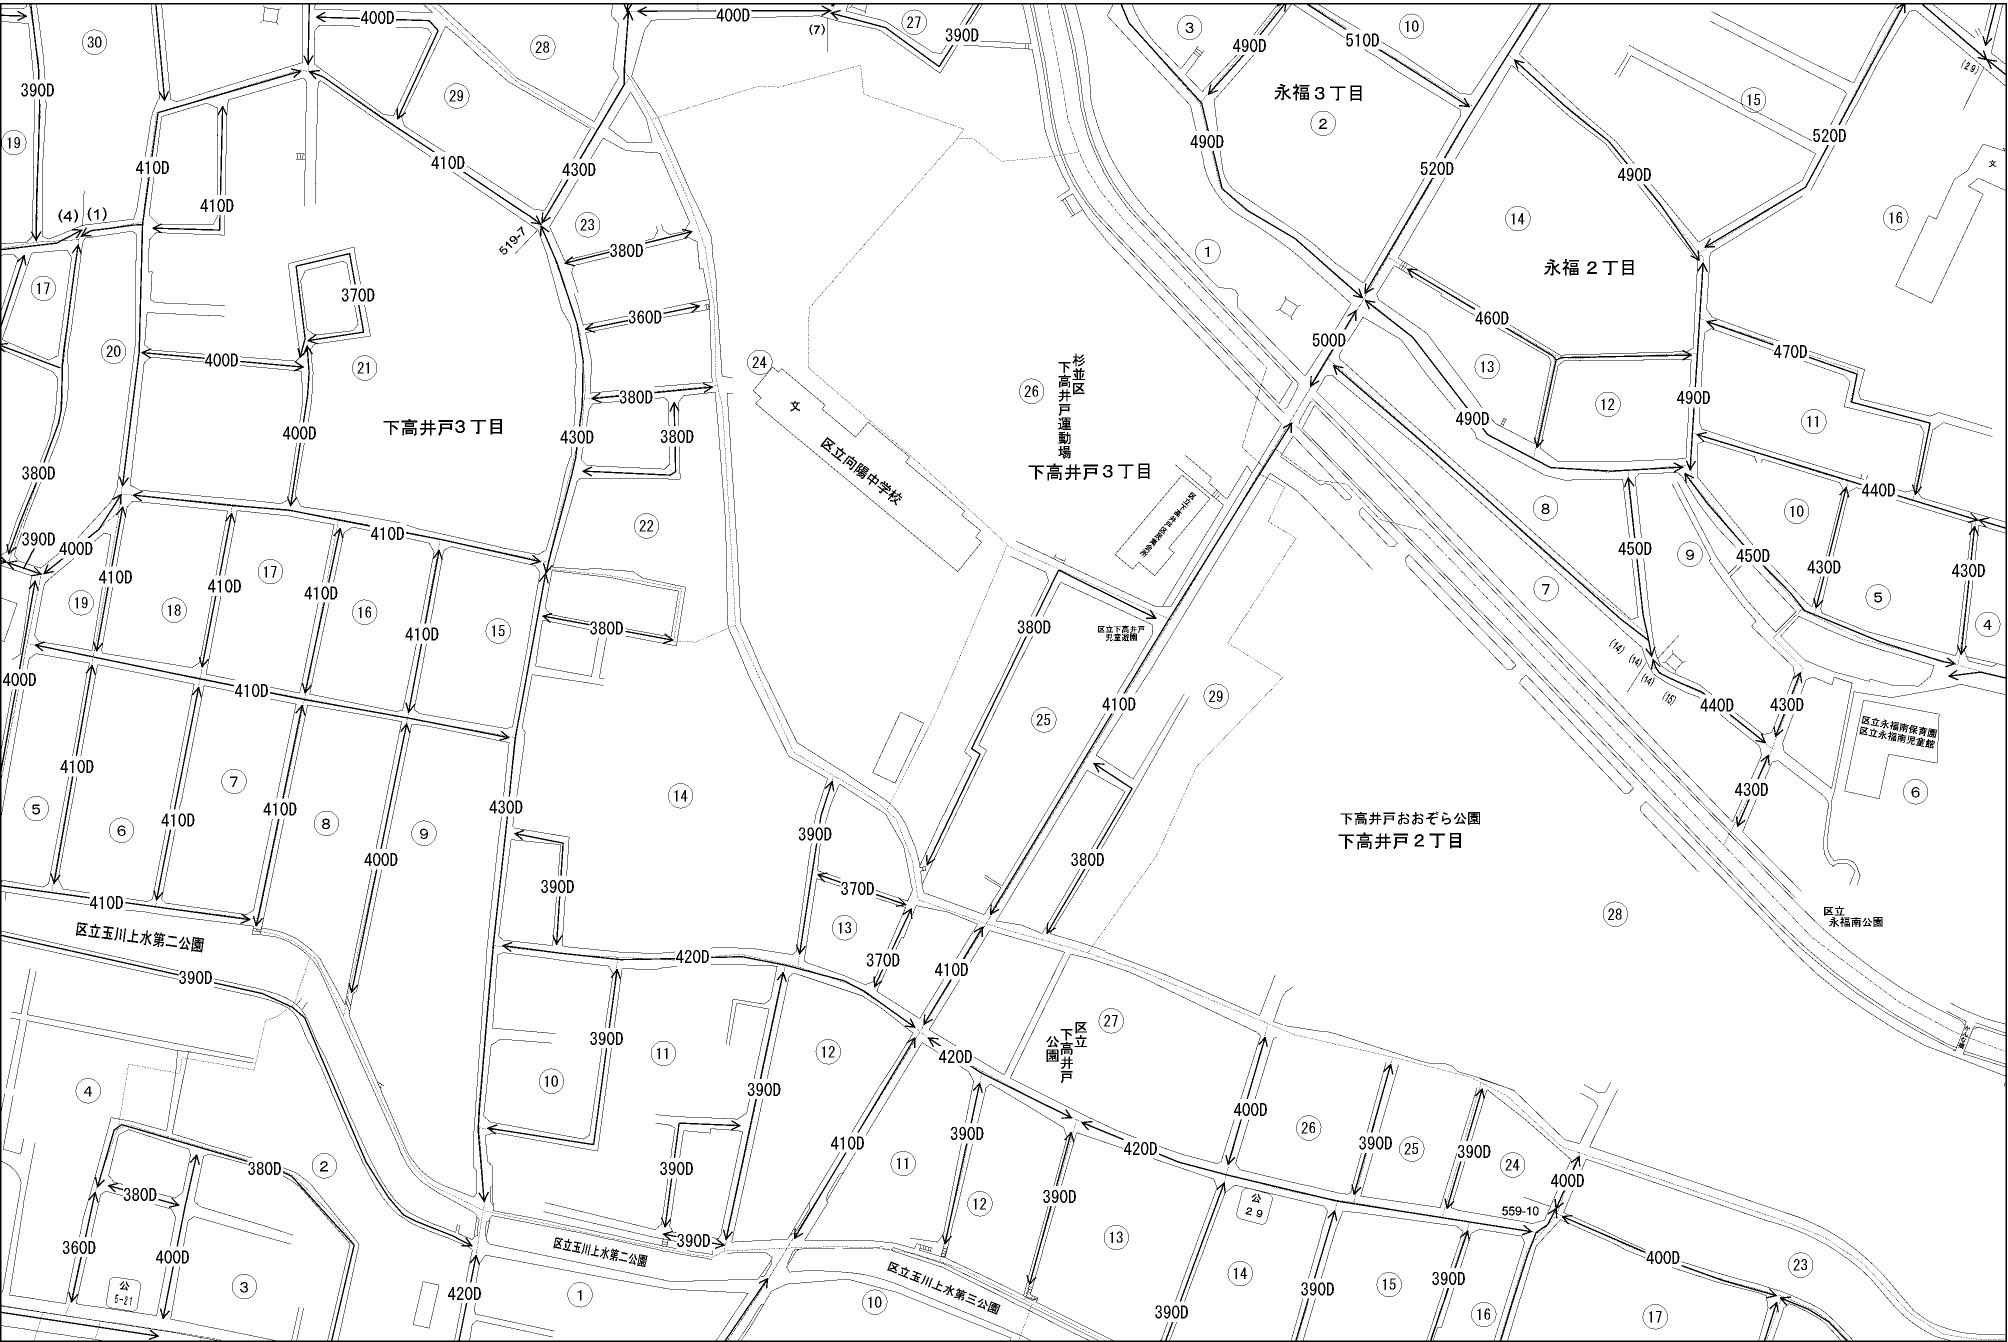 400D
400D
(7)
27
390D
3
490D
510D
10
30
28
390D
29
永福3丁目
2
15
(29)
19
410D
410D
430D
490D
520D
490D
520D
410D
(4)
(1)
23
519-7
380D
1
14
永福2丁目
16
文
17
370D
360D
20
400D
21
24
文
380D
杉並区
下高井戸運動場
26
500D
460D
13
12
470D
490D
11
400D
下高井戸3丁目
430D
380D
区立向陽中学校
下高井戸3丁目
490D
380D
22
440D
10
8
390D
400D
410D
17
450D
9
450D
430D
430D
410D
410D
410D
19
18
16
15
410D
380D
380D
区立下高井戸
児童遊園
7
5
4
400D
410D
410D
29
25
(14)
(14)
(14)
(15)
440D
430D
区立永福南保育園
区立永福南児童館
410D
7
14
430D
6
5
6
410D
410D
8
9
430D
390D
400D
下高井戸おおぞら公園
下高井戸2丁目
380D
390D
370D
410D
28
区立
永福南公園
区立玉川上水第二公園
13
420D
370D
410D
390D
27
区立
下高井戸
公園
390D
11
12
420D
10
4
390D
400D
26
390D
25
390D
24
410D
390D
420D
2
380D
390D
11
12
390D
400D
380D
公
29
559-10
360D
400D
390D
区立玉川上水第二公園
13
公
5-21
3
420D
1
区立玉川上水第三公園
10
14
390D
390D
15
390D
16
400D
23
17